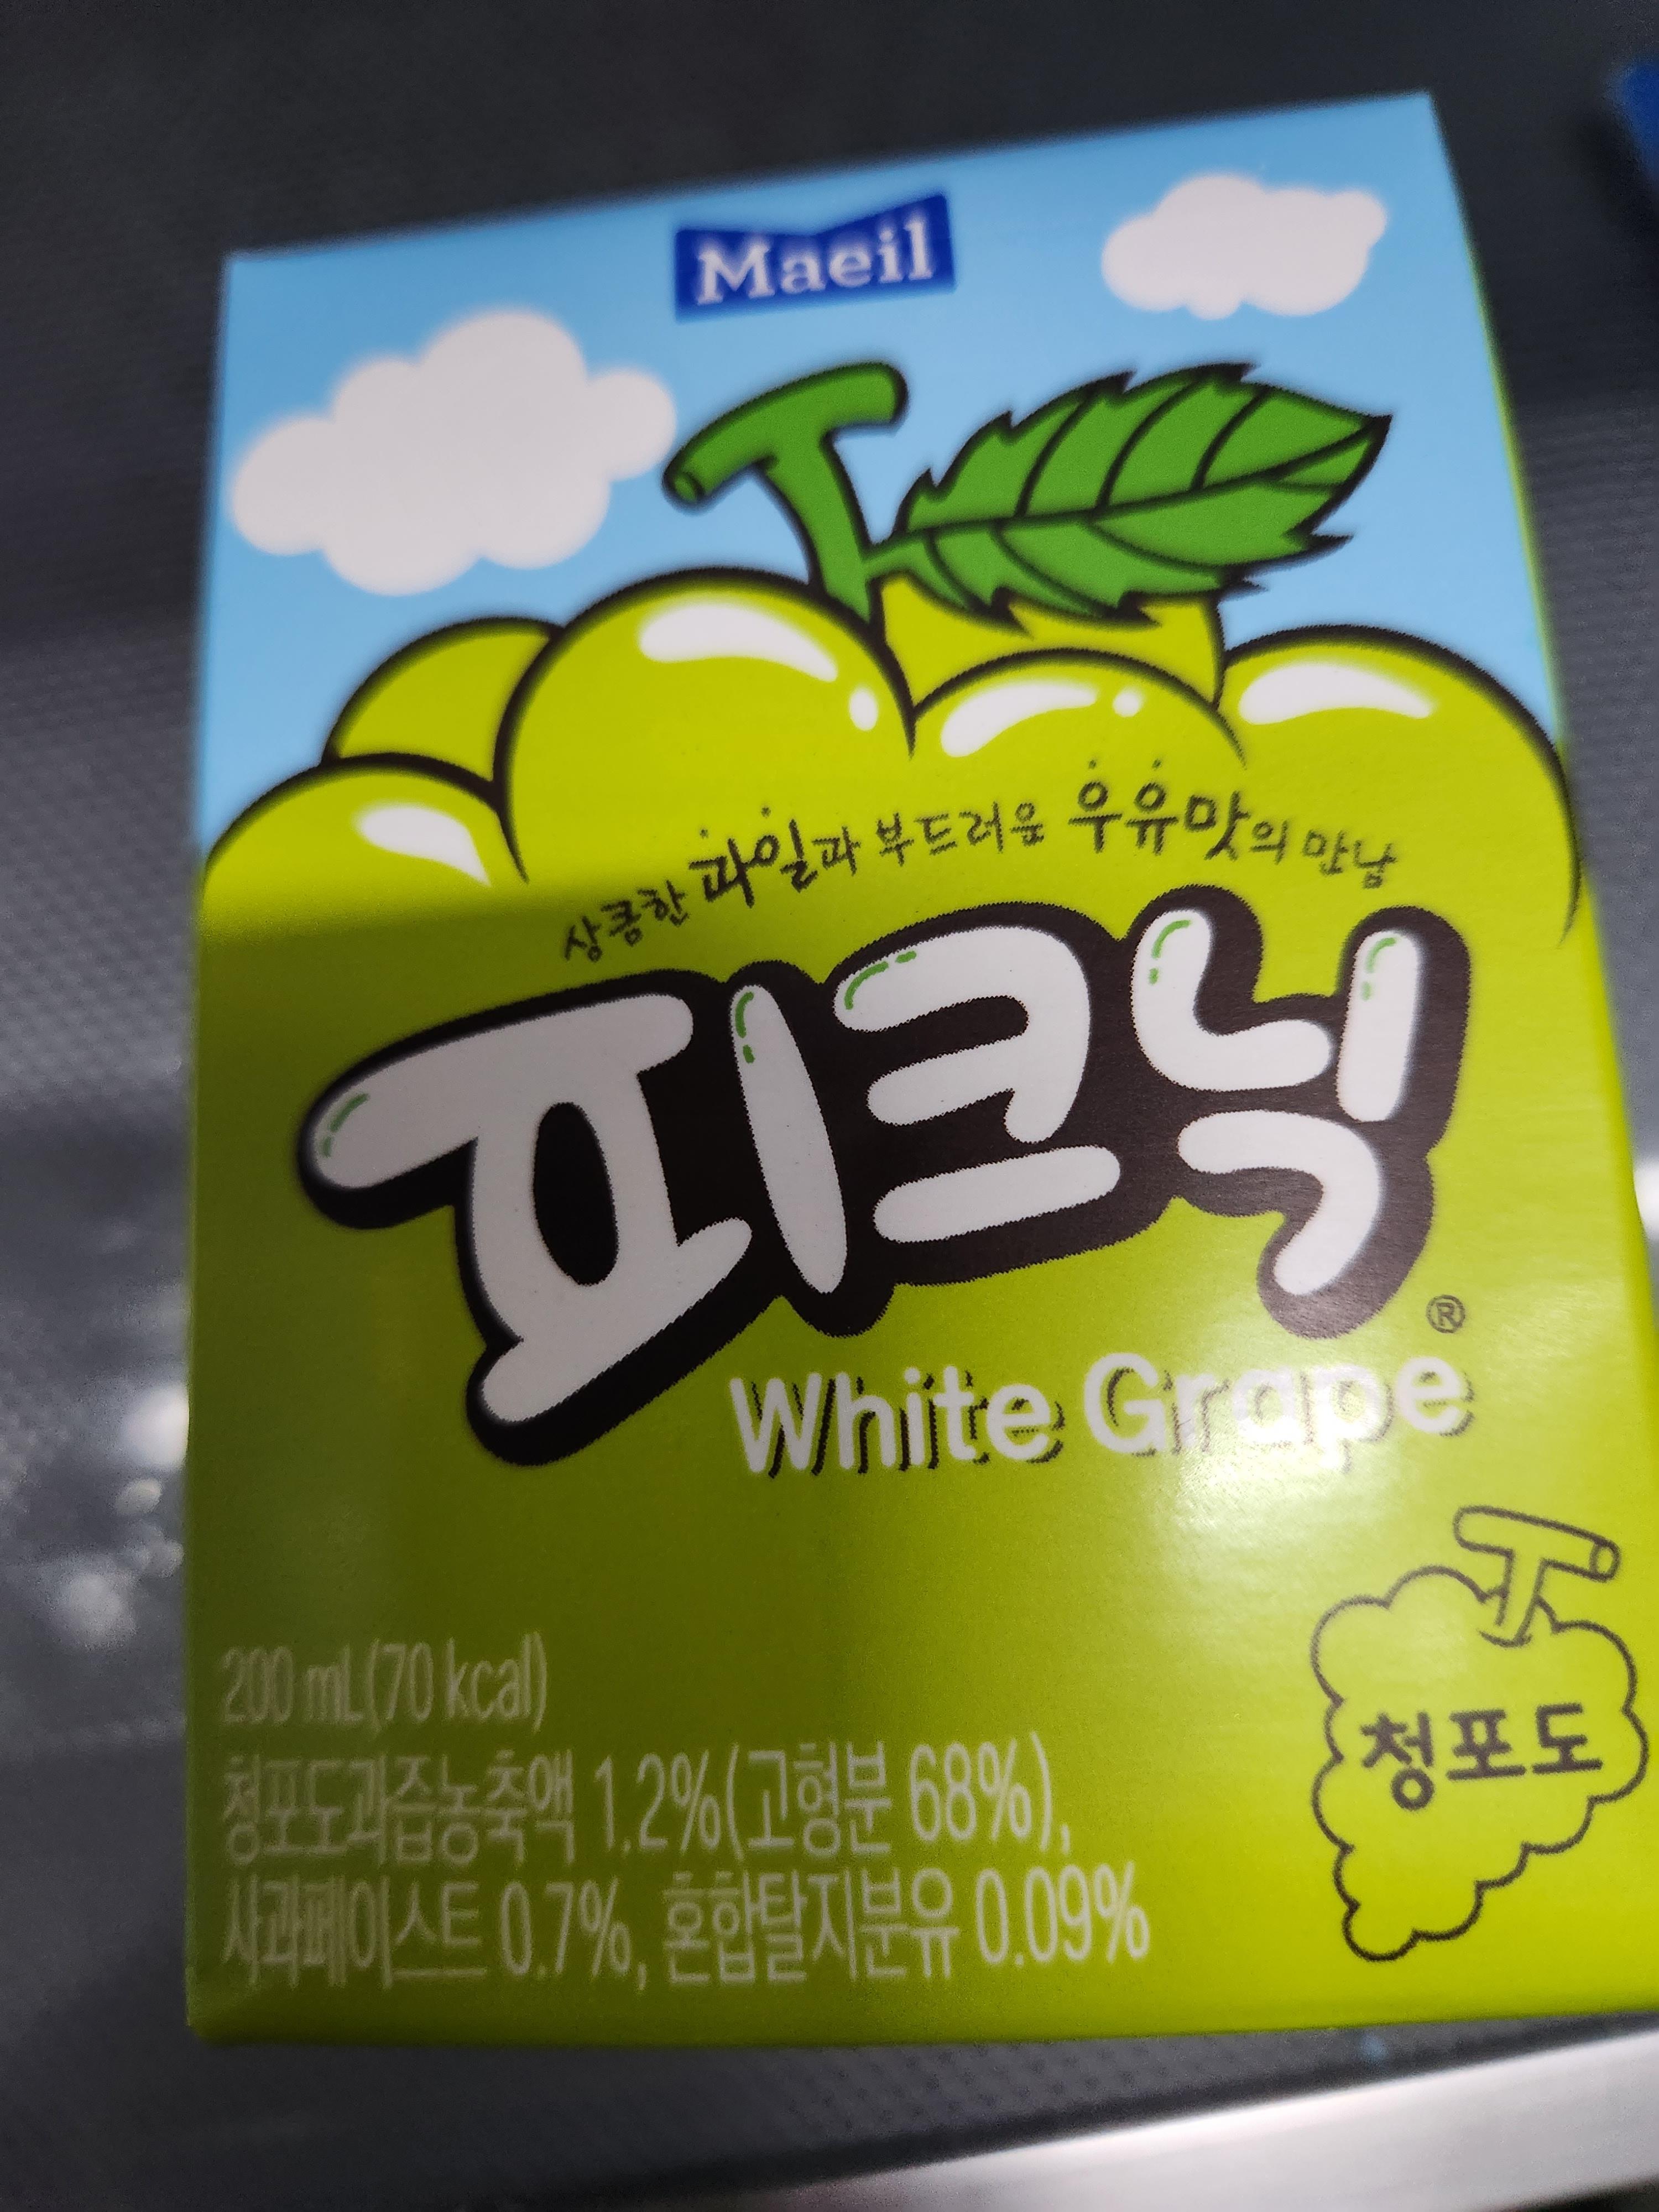 Maeil
상큼한 과일과 부드러운 우유맛의 만남
피크닉
®
White Grape
청포도
200 mL(70 kcal)
청포도과즙농축액 1.2%(고형분 68%),
사과페이스트 0.7%, 혼합탈지분유 0.09%